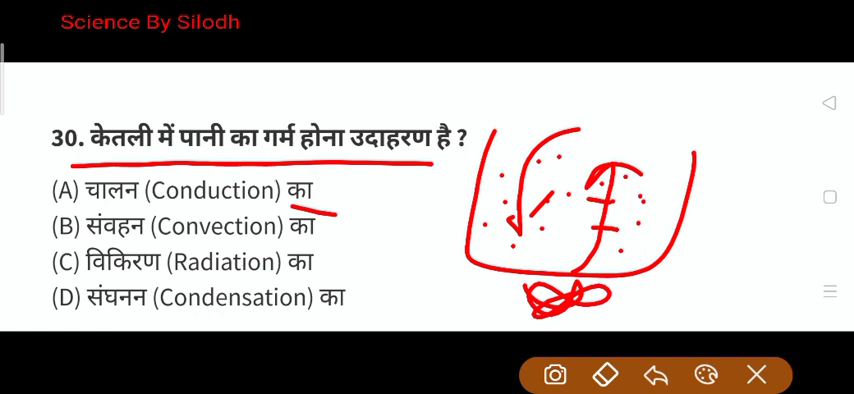 Science By Silodh
30. केतली में पानी का गर्म होना उदाहरण है ?
(A) चालन (Conduction) का
(B) संवहन (Convection) का
(C) विकिरण (Radiation) का
(D) संघनन (Condensation) का